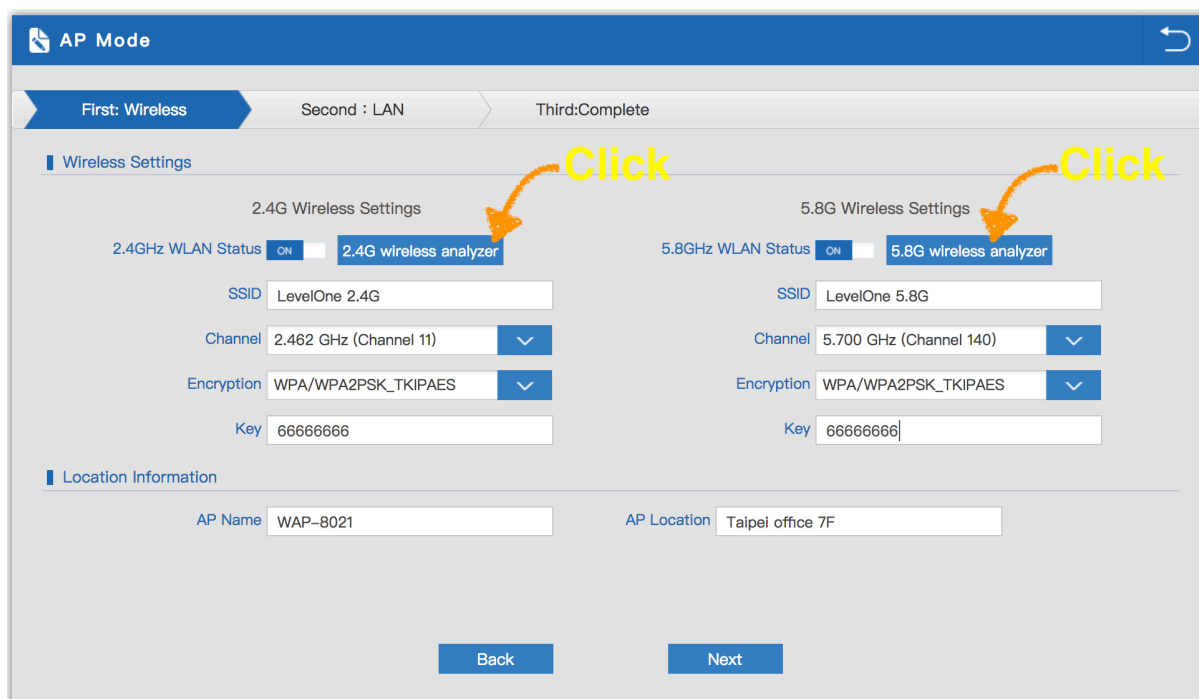 AP Mode
First: Wireless Second：LAN Third:Complete
Wireless Settings
Click Click
2.4G Wireless Settings 5.8G Wireless Settings
2.4GHz WLAN Status ON 2.4G wireless analyzer 5.8GHz WLAN Status ON 5.8G wireless analyzer
SSID LevelOne 2.4G SSID LevelOne 5.8G
Channel 2.462 GHz (Channel 11) Channel 5.700 GHz (Channel 140)
Encryption WPA/WPA2PSK_TKIPAES Encryption WPA/WPA2PSK_TKIPAES
Key 66666666 Key 66666666
Location Information
AP Name WAP-8021 AP Location Taipei office 7F
Back Next